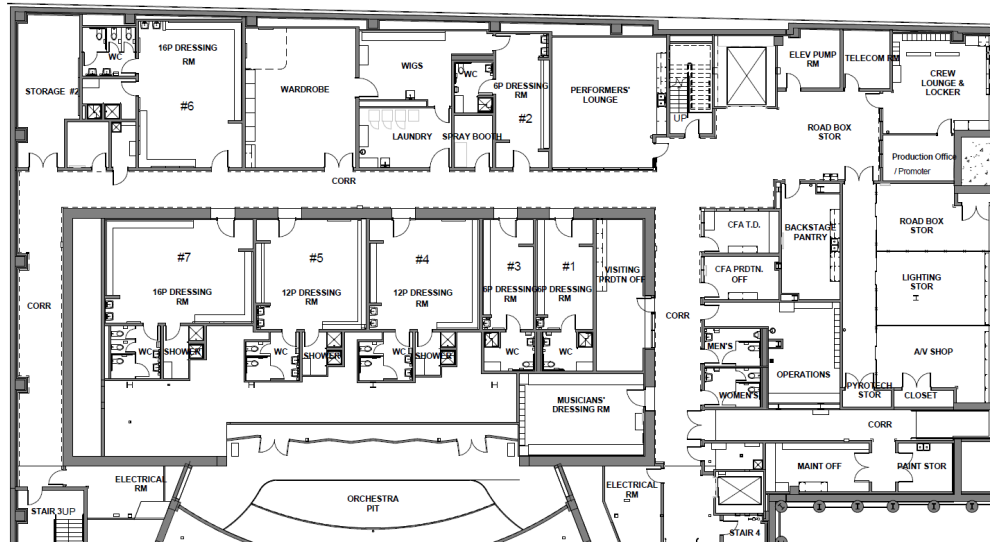 16P DRESSING
RM
#6
WC
STORAGE #2
WARDROBE
WIGS
LAUNDRY
WC
SPRAY BOOTH
6P DRESSING
RM
#2
PERFORMERS'
LOUNGE
UP
ELEV PUMP
RM
TELECOM RM
CREW
LOUNGE &
LOCKER
ROAD BOX
STOR
Production Office
/ Promoter
CORR
#7
16P DRESSING
RM
#5
12P DRESSING
RM
#4
12P DRESSING
RM
#3
6P DRESSING
RM
#1
6P DRESSING
RM
VISITING
PRDTN OFF
CFA T.D.
CFA PRDTN.
OFF
BACKSTAGE
PANTRY
ROAD BOX
STOR
LIGHTING
STOR
A/V SHOP
CORR
CORR
WC
SHOWER
WC
SHOWER
WC
SHOWER
WC
WC
MEN'S
WOMEN'S
OPERATIONS
PYROTECH
STOR
CLOSET
MUSICIANS'
DRESSING RM
CORR
MAINT OFF
PAINT STOR
ELECTRICAL
RM
STAIR 3
UP
ORCHESTRA
PIT
ELECTRICAL
RM
STAIR 4